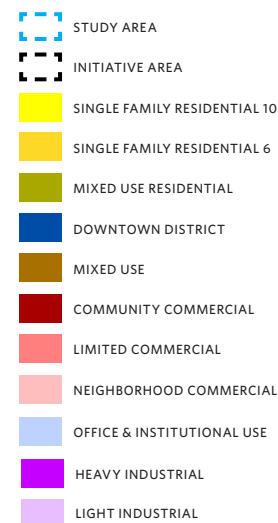 STUDY AREA
INITIATIVE AREA
SINGLE FAMILY RESIDENTIAL 10
SINGLE FAMILY RESIDENTIAL 6
MIXED USE RESIDENTIAL
DOWNTOWN DISTRICT
MIXED USE
COMMUNITY COMMERCIAL
LIMITED COMMERCIAL
NEIGHBORHOOD COMMERCIAL
OFFICE & INSTITUTIONAL USE
HEAVY INDUSTRIAL
LIGHT INDUSTRIAL